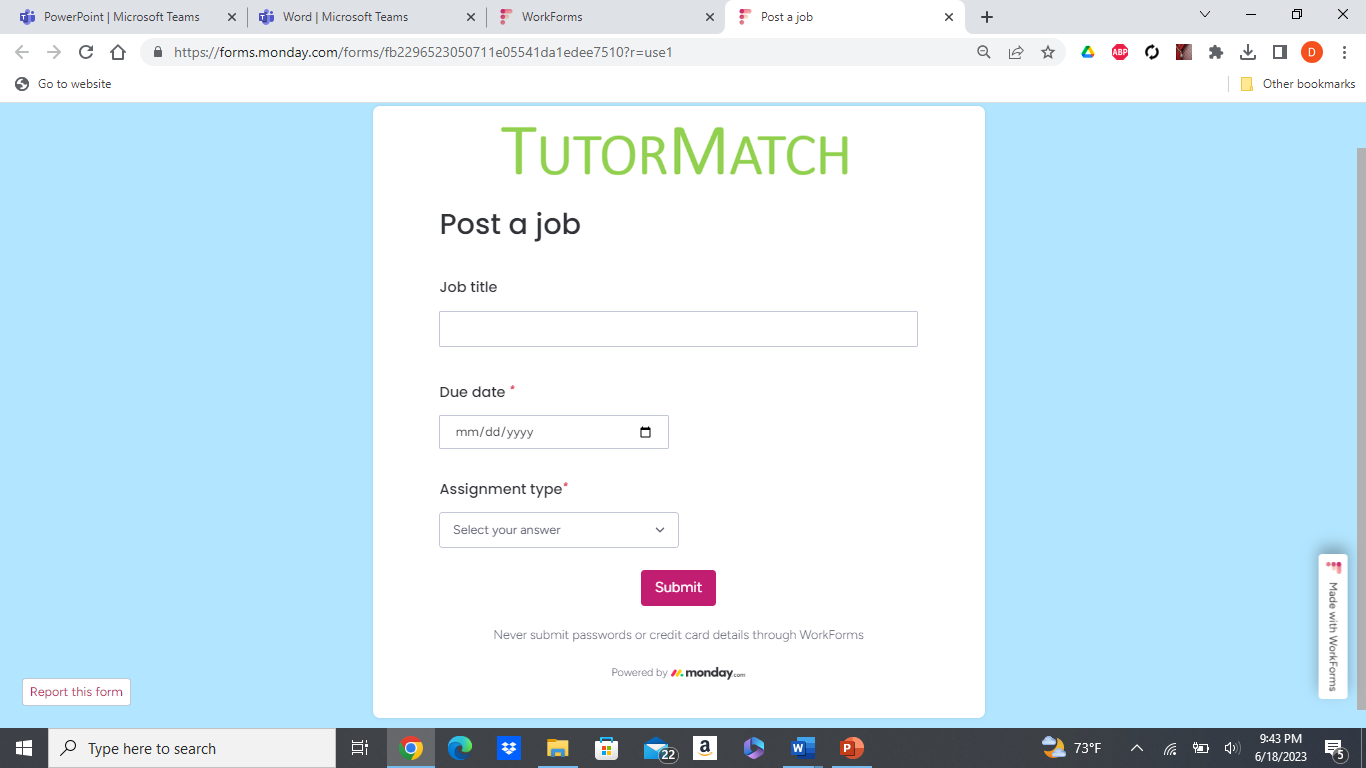 PowerPoint | Microsoft Teams
Word | Microsoft Teams
WorkForms
Post a job
https://forms.monday.com/forms/fb2296523050711e05541da1edee7510?r=use1
ABP
D
Go to website
Other bookmarks
TUTORMATCH
Post a job
Job title
Due date *
mm/dd/yyyy
Assignment type*
Select your answer
Submit
Never submit passwords or credit card details through WorkForms
Powered by monday.com
Made with WorkForms
Report this form
Type here to search
22
a
W
P
73°F
9:43 PM
6/18/2023
5